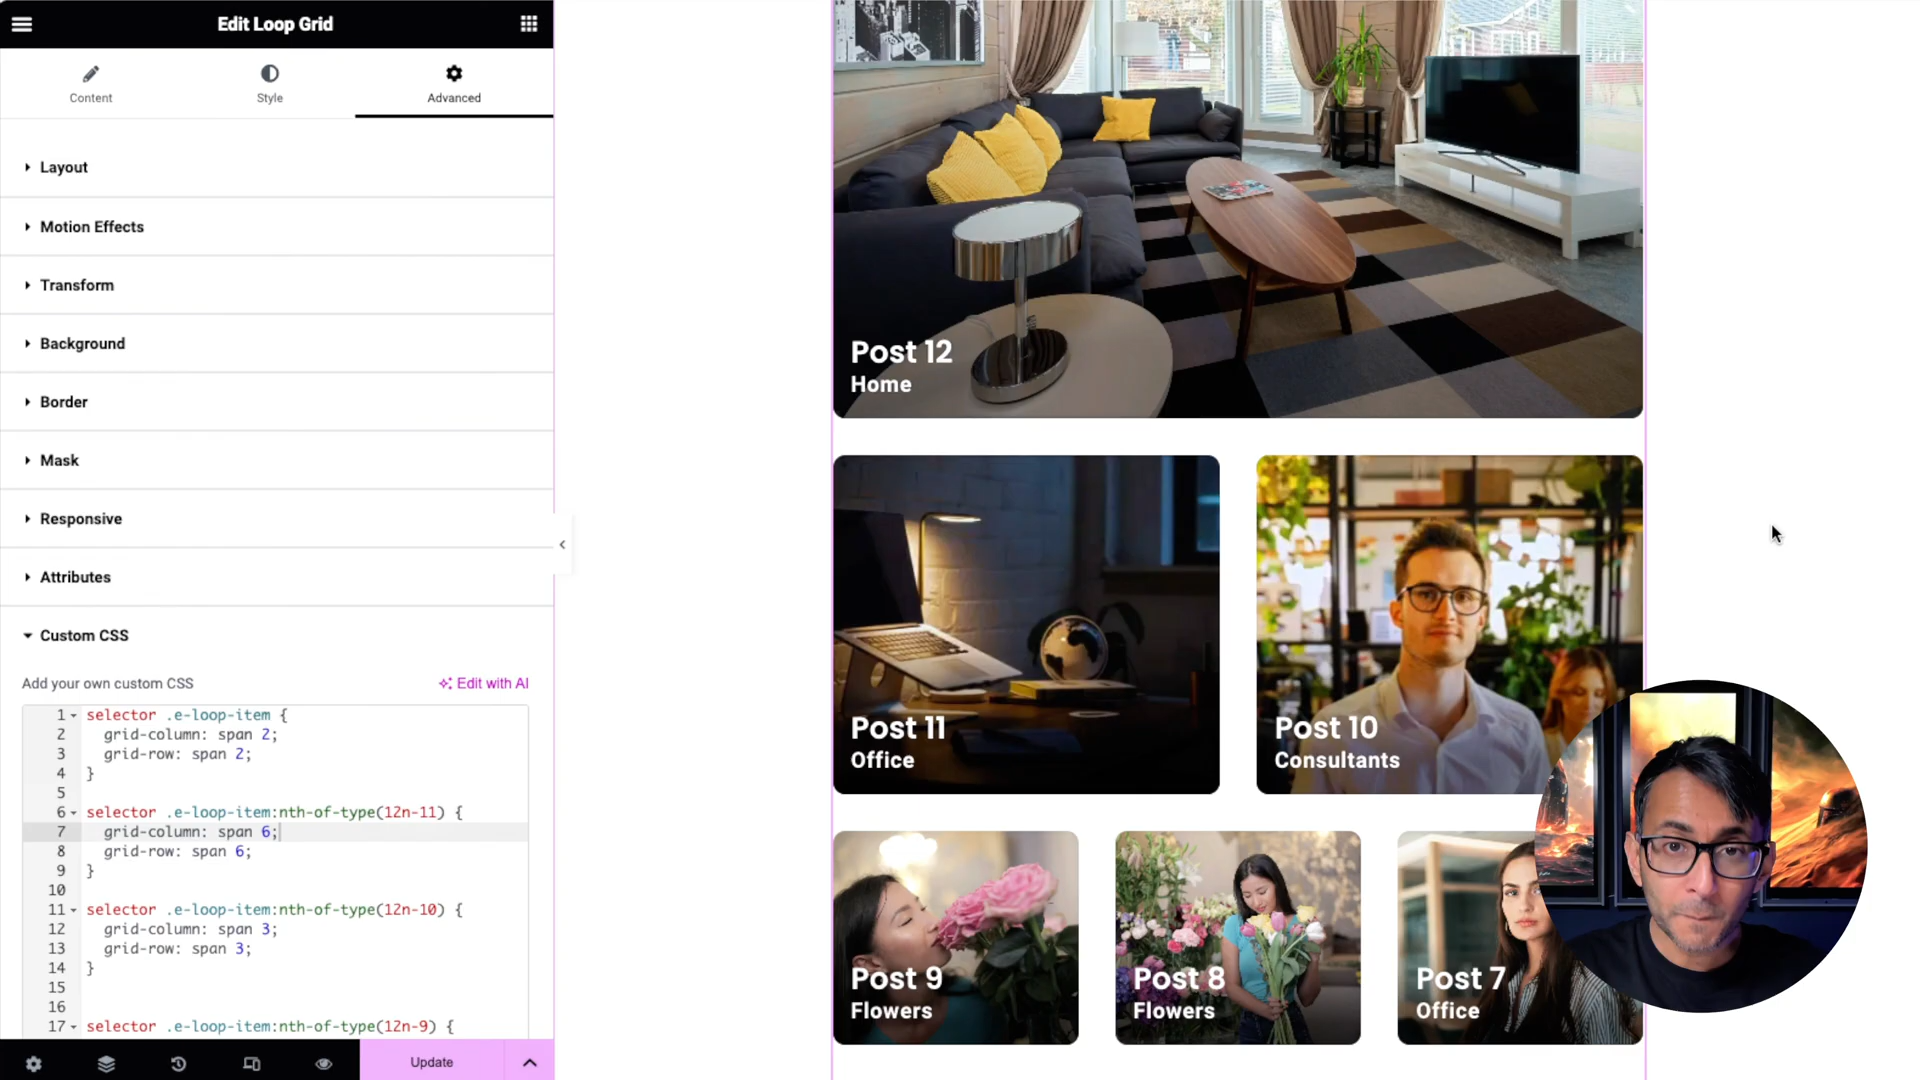 Edit Loop Grid
Content
Style
Advanced
Layout
Motion Effects
Transform
Background
Border
Mask
Responsive
Attributes
Custom CSS
Add your own custom CSS
Edit with AI
1 selector .e-loop-item {
2 grid-column: span 2;
3 grid-row: span 2;
4 }
5
6 selector .e-loop-item:nth-of-type(12n-11) {
7 grid-column: span 6;
8 grid-row: span 6;
9 }
10
11 selector .e-loop-item:nth-of-type(12n-10) {
12 grid-column: span 3;
13 grid-row: span 3;
14 }
15
16
17 selector .e-loop-item:nth-of-type(12n-9) {
Update
Post 12
Home
Post 11
Office
Post 10
Consultants
Post 9
Flowers
Post 8
Flowers
Post 7
Office